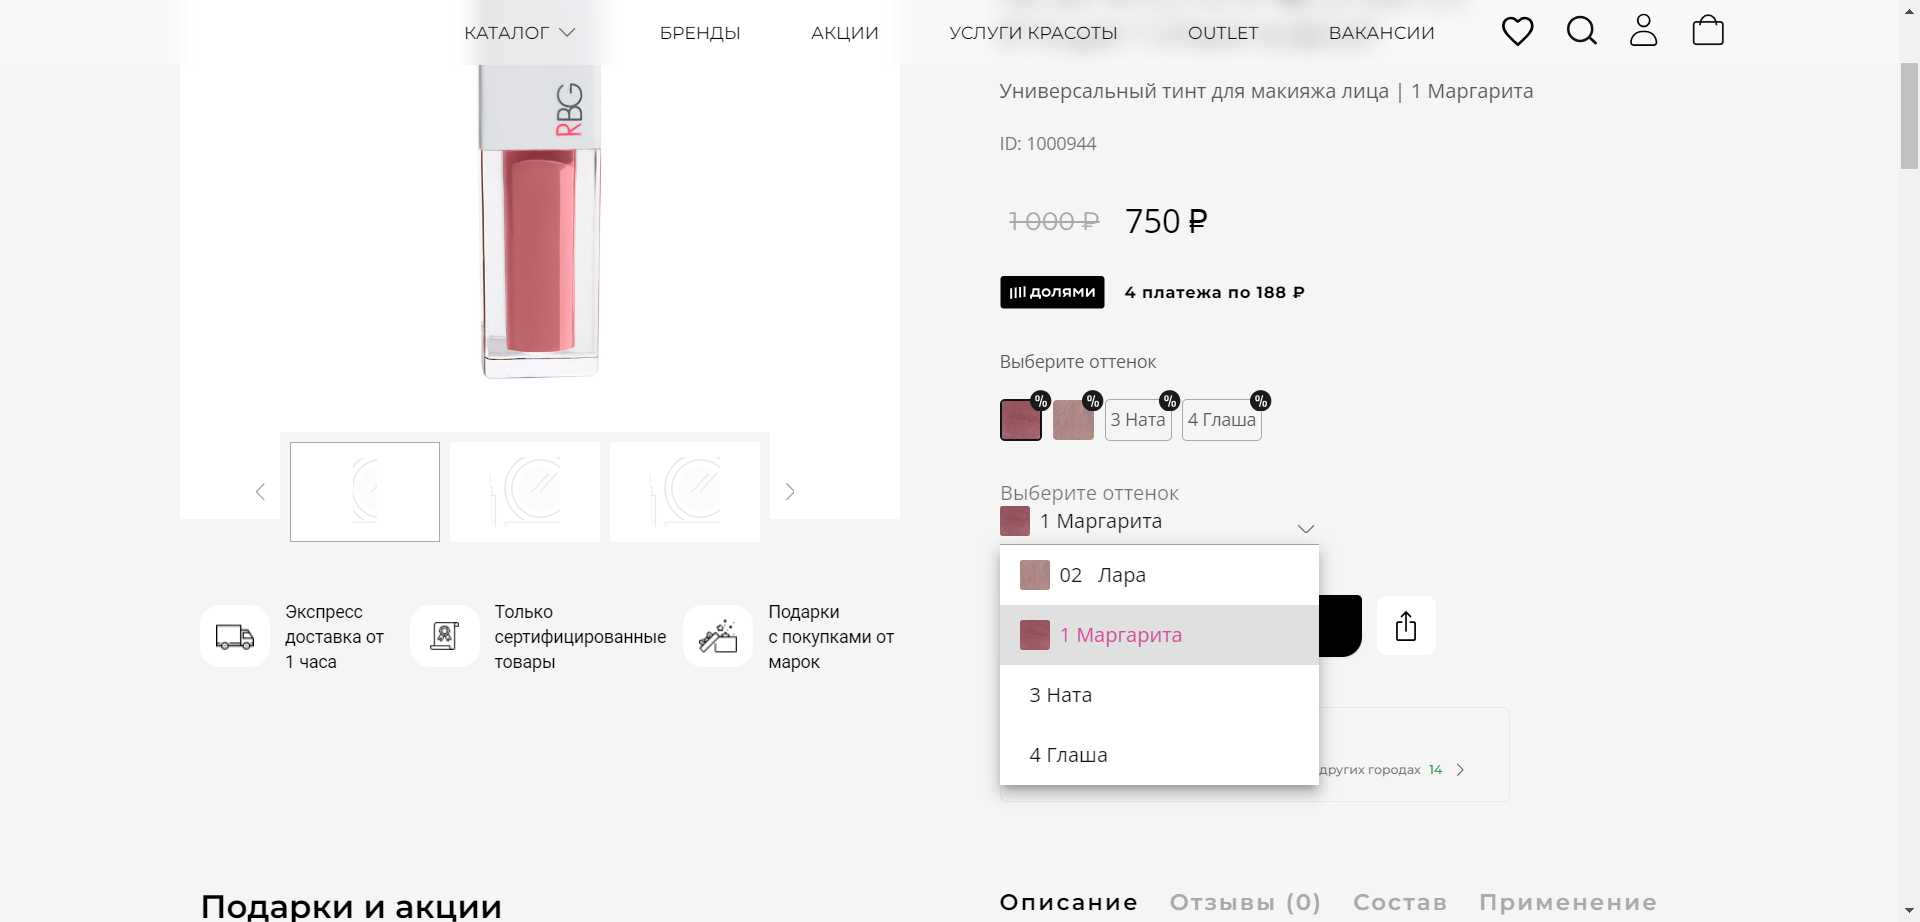 КАТАЛОГ
БРЕНДЫ
АКЦИИ
УСЛУГИ КРАСОТЫ
OUTLET
ВАКАНСИИ
RBG
Универсальный тинт для макияжа лица | 1 Маргарита
ID: 1000944
1 000 ₽ 750 ₽
долями 4 платежа по 188 ₽
Выберите оттенок
% % % %
3 Ната
4 Глаша
Выберите оттенок
1 Маргарита
02 Лара
1 Маргарита
3 Ната
4 Глаша
других городах 14
Экспресс
доставка от
1 часа
Только
сертифицированные
товары
Подарки
с покупками от
марок
Подарки и акции
Описание
Отзывы (0)
Состав
Применение